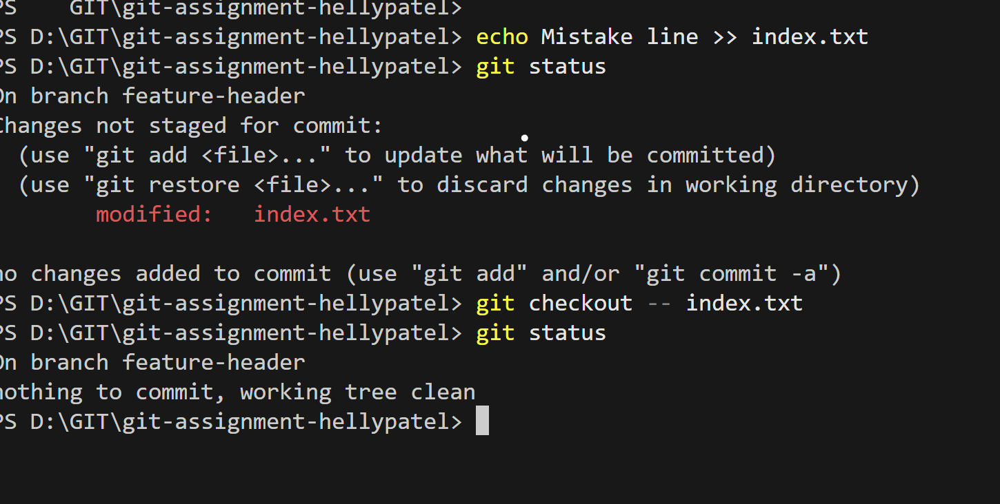 PS    GIT\git-assignment-hellypatel>
PS D:\GIT\git-assignment-hellypatel> echo Mistake line >> index.txt
PS D:\GIT\git-assignment-hellypatel> git status
On branch feature-header
Changes not staged for commit:
  (use "git add <file>..." to update what will be committed)
  (use "git restore <file>..." to discard changes in working directory)
        modified:   index.txt

no changes added to commit (use "git add" and/or "git commit -a")
PS D:\GIT\git-assignment-hellypatel> git checkout -- index.txt
PS D:\GIT\git-assignment-hellypatel> git status
On branch feature-header
nothing to commit, working tree clean
PS D:\GIT\git-assignment-hellypatel>